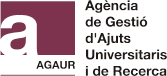 a
AGAUR
Agència
de Gestió
d'Ajuts
Universitaris
i de Recerca